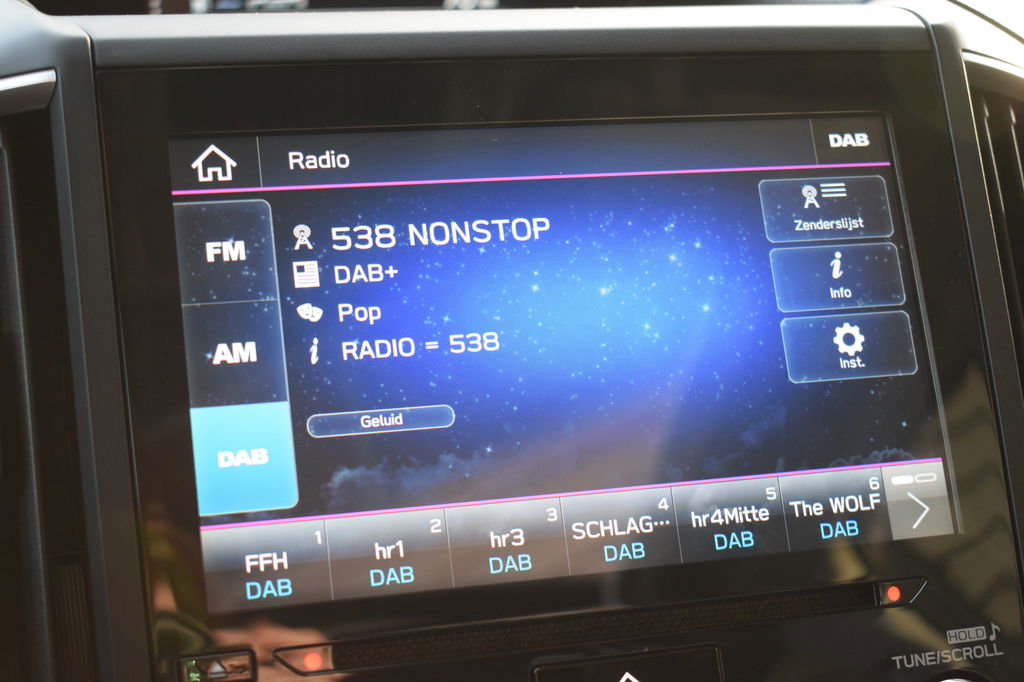 Radio
DAB
FM
AM
DAB
538 NONSTOP
DAB+
Pop
RADIO = 538
Geluid
Zenderslijst
Info
Inst.
1
FFH
DAB
2
hr1
DAB
3
hr3
DAB
4
SCHLAG···
DAB
5
hr4Mitte
DAB
6
The WOLF
DAB
HOLD
TUNE/SCROLL